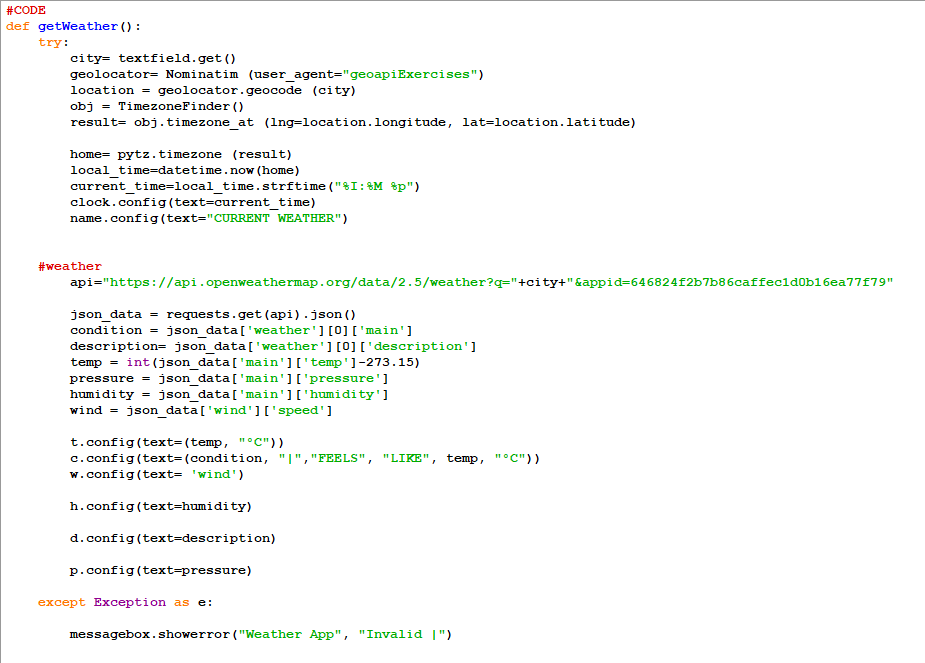 #CODE
def getWeather():
    try:
        city= textfield.get()
        geolocator= Nominatim (user_agent="geoapiExercises")
        location = geolocator.geocode (city)
        obj = TimezoneFinder()
        result= obj.timezone_at (lng=location.longitude, lat=location.latitude)
        home= pytz.timezone (result)
        local_time=datetime.now(home)
        current_time=local_time.strftime("%I:%M %p")
        clock.config(text=current_time)
        name.config(text="CURRENT WEATHER")
    #weather
        api="https://api.openweathermap.org/data/2.5/weather?q="+city+"&appid=646824f2b7b86caffec1d0b16ea77f79"
        json_data = requests.get(api).json()
        condition = json_data['weather'][0]['main']
        description= json_data['weather'][0]['description']
        temp = int(json_data['main']['temp']-273.15)
        pressure = json_data['main']['pressure']
        humidity = json_data['main']['humidity']
        wind = json_data['wind']['speed']
        t.config(text=(temp, "°C"))
        c.config(text=(condition, "|","FEELS", "LIKE", temp, "°C"))
        w.config(text= 'wind')
        h.config(text=humidity)
        d.config(text=description)
        p.config(text=pressure)
    except Exception as e:
        messagebox.showerror("Weather App", "Invalid |")